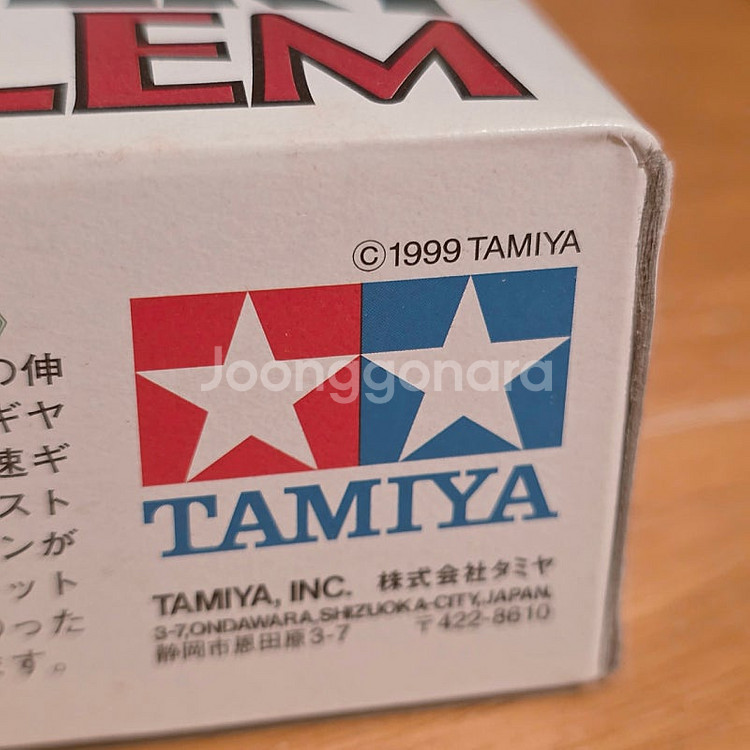 LEM
©1999 TAMIYA
の伸
ギヤ
速ギ
スト
ンが
ット
った
す。
Joonggonara
TAMIYA
TAMIYA, INC. 株式会社タミヤ
3-7,ONDAWARA,SHIZUOKA-CITY,JAPAN.
静岡市恩田原3-7 〒422-8610